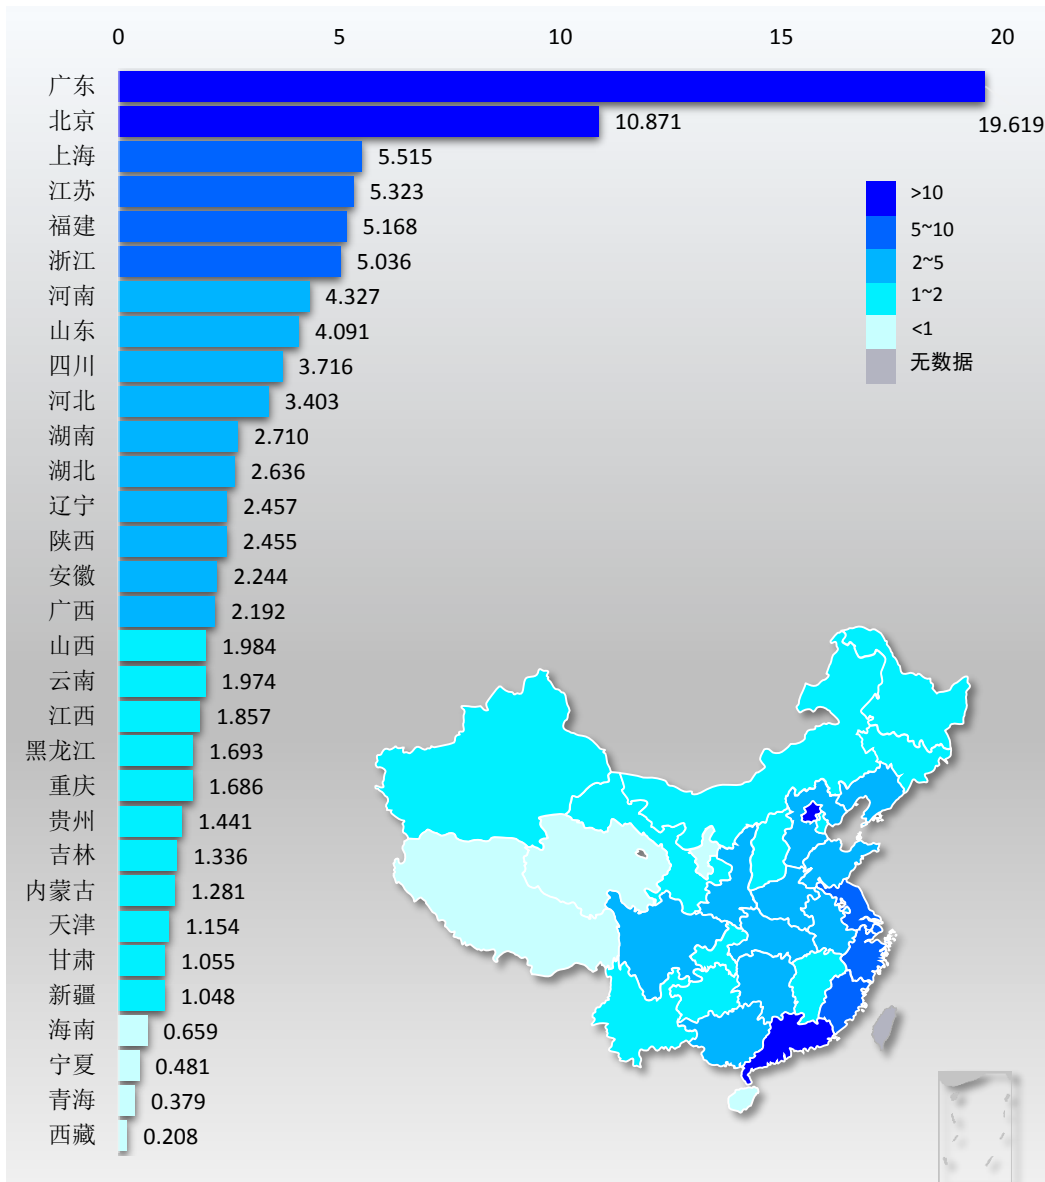 0 5 10 15 20
广东 19.619
北京 10.871
上海 5.515
江苏 5.323
福建 5.168
浙江 5.036
河南 4.327
山东 4.091
四川 3.716
河北 3.403
湖南 2.710
湖北 2.636
辽宁 2.457
陕西 2.455
安徽 2.244
广西 2.192
山西 1.984
云南 1.974
江西 1.857
黑龙江 1.693
重庆 1.686
贵州 1.441
吉林 1.336
内蒙古 1.281
天津 1.154
甘肃 1.055
新疆 1.048
海南 0.659
宁夏 0.481
青海 0.379
西藏 0.208
>10
5~10
2~5
1~2
<1
无数据